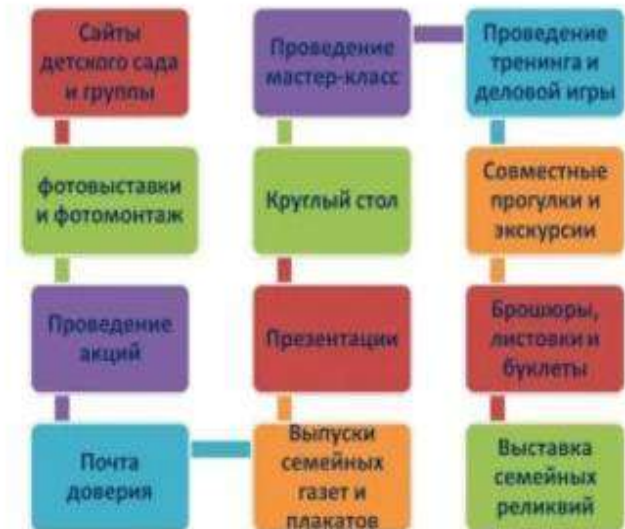 Сайты
детского сада
и группы
фотовыставки
и фотомонтаж
Проведение
акций
Почта
доверия
Выпуски
семейных
газет и
плакатов
Презентации
Круглый стол
Проведение
мастер-класс
Проведение
тренинга и
деловой игры
Совместные
прогулки и
экскурсии
Брошюры,
листовки и
буклеты
Выставка
семейных
реликвий